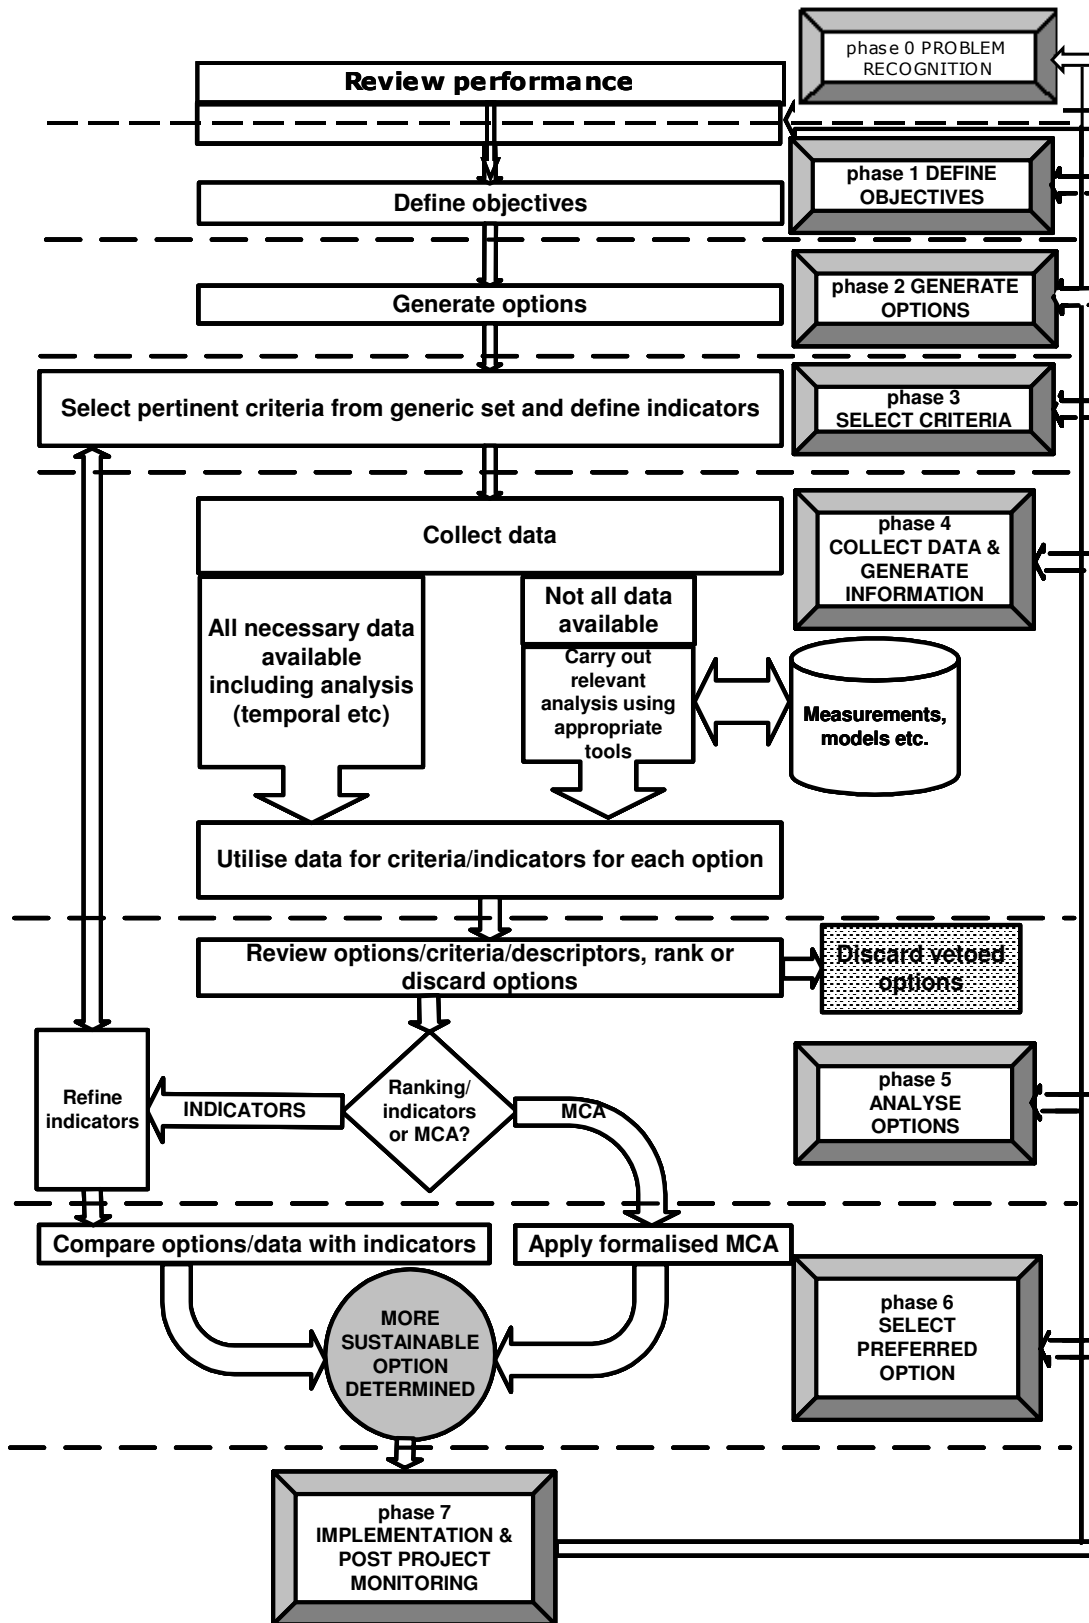 phase 0 PROBLEM
RECOGNITION
Review performance
phase 1 DEFINE
OBJECTIVES
Define objectives
phase 2 GENERATE
OPTIONS
Generate options
Select pertinent criteria from generic set and define indicators
phase 3
SELECT CRITERIA
Collect data
phase 4
COLLECT DATA &
GENERATE
INFORMATION
All necessary data
available
including analysis
(temporal etc)
Not all data
available
Carry out
relevant
analysis using
appropriate
tools
Measurements,
models etc.
Utilise data for criteria/indicators for each option
Review options/criteria/descriptors, rank or
discard options
Discard vetoed
options
Refine
indicators
INDICATORS
Ranking/
indicators
or MCA?
MCA
phase 5
ANALYSE
OPTIONS
Compare options/data with indicators
Apply formalised MCA
MORE
SUSTAINABLE
OPTION
DETERMINED
phase 6
SELECT
PREFERRED
OPTION
phase 7
IMPLEMENTATION &
POST PROJECT
MONITORING